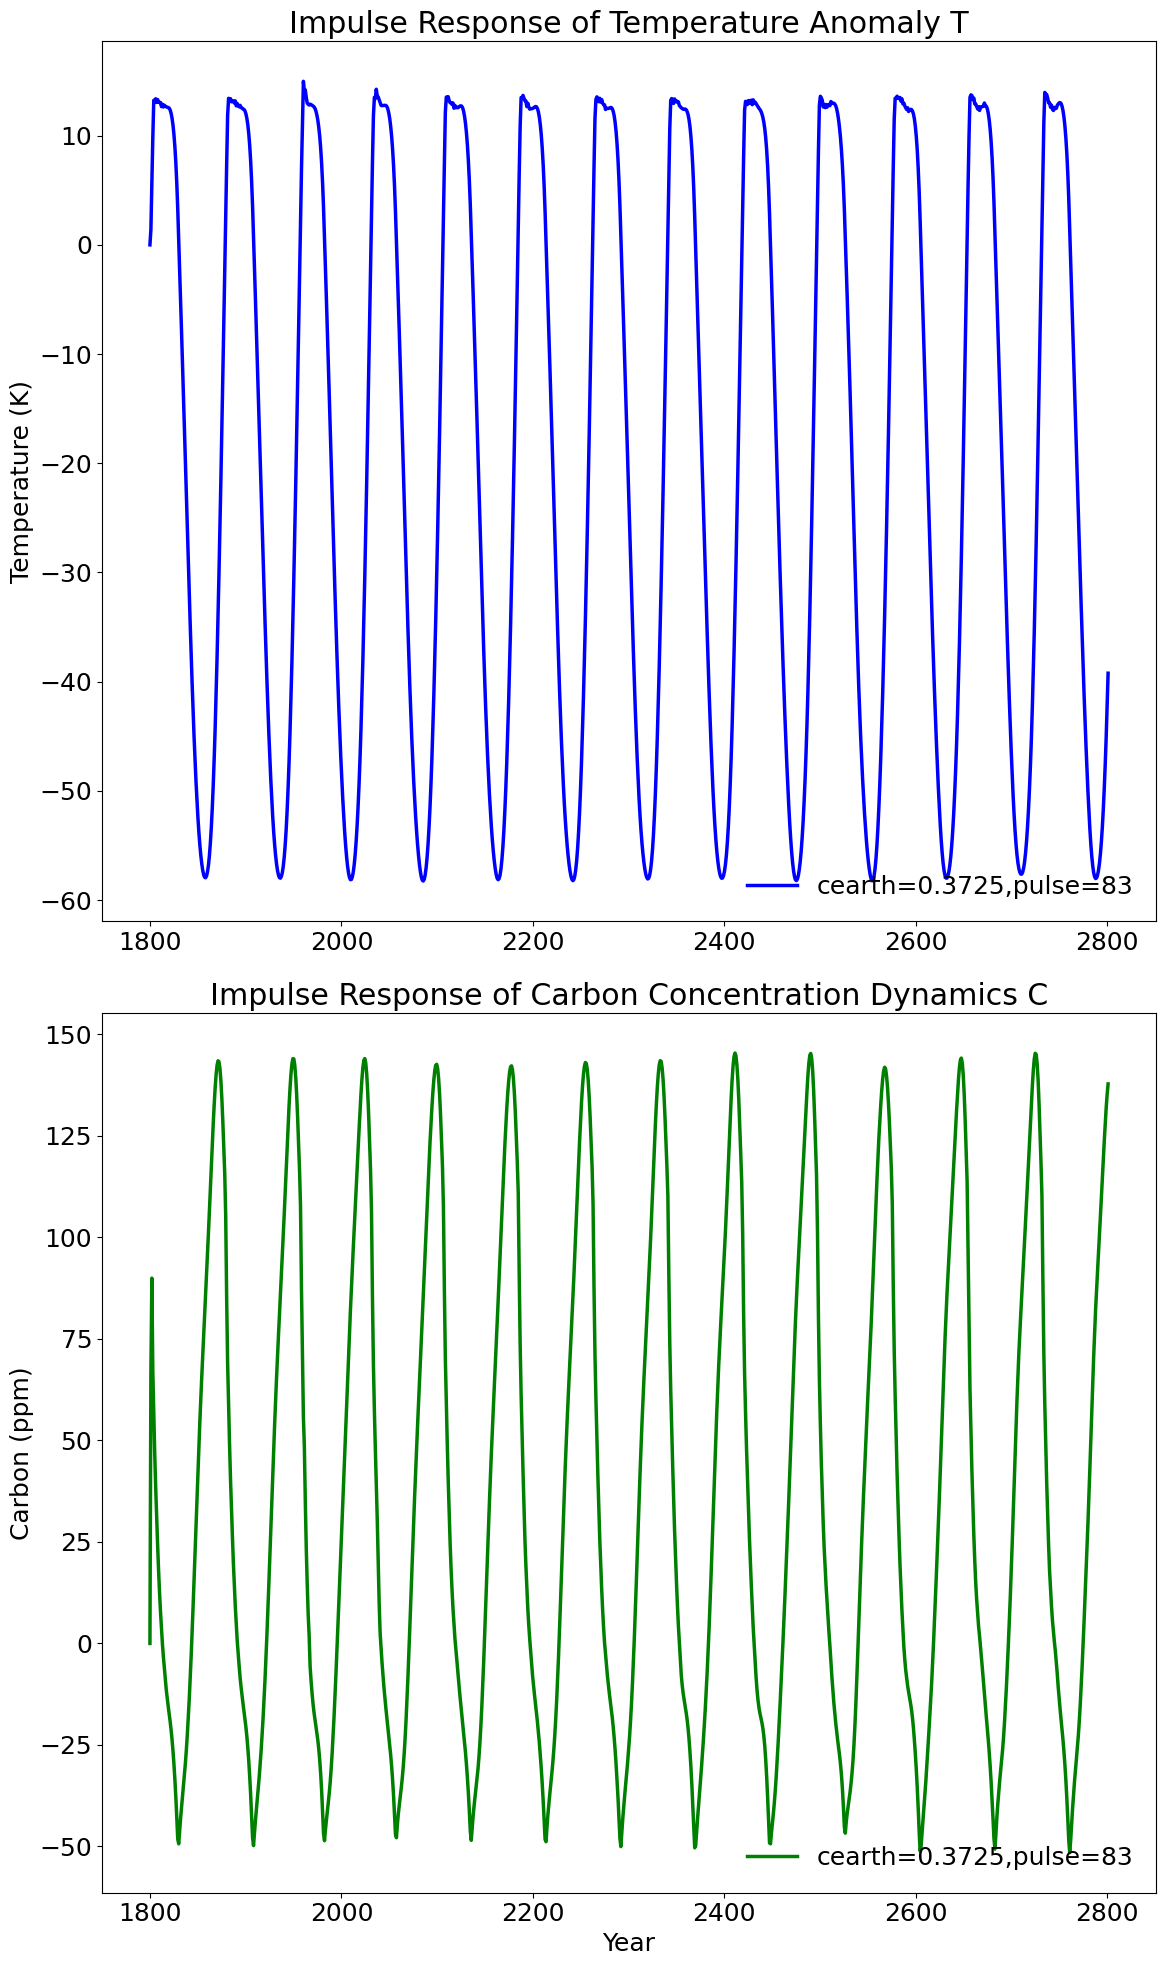 Impulse Response of Temperature Anomaly T
Temperature (K)
10
0
−10
−20
−30
−40
−50
−60
cearth=0.3725,pulse=83
1800 2000 2200 2400 2600 2800
Impulse Response of Carbon Concentration Dynamics C
Carbon (ppm)
150
125
100
75
50
25
0
−25
−50
cearth=0.3725,pulse=83
1800 2000 2200 2400 2600 2800
Year